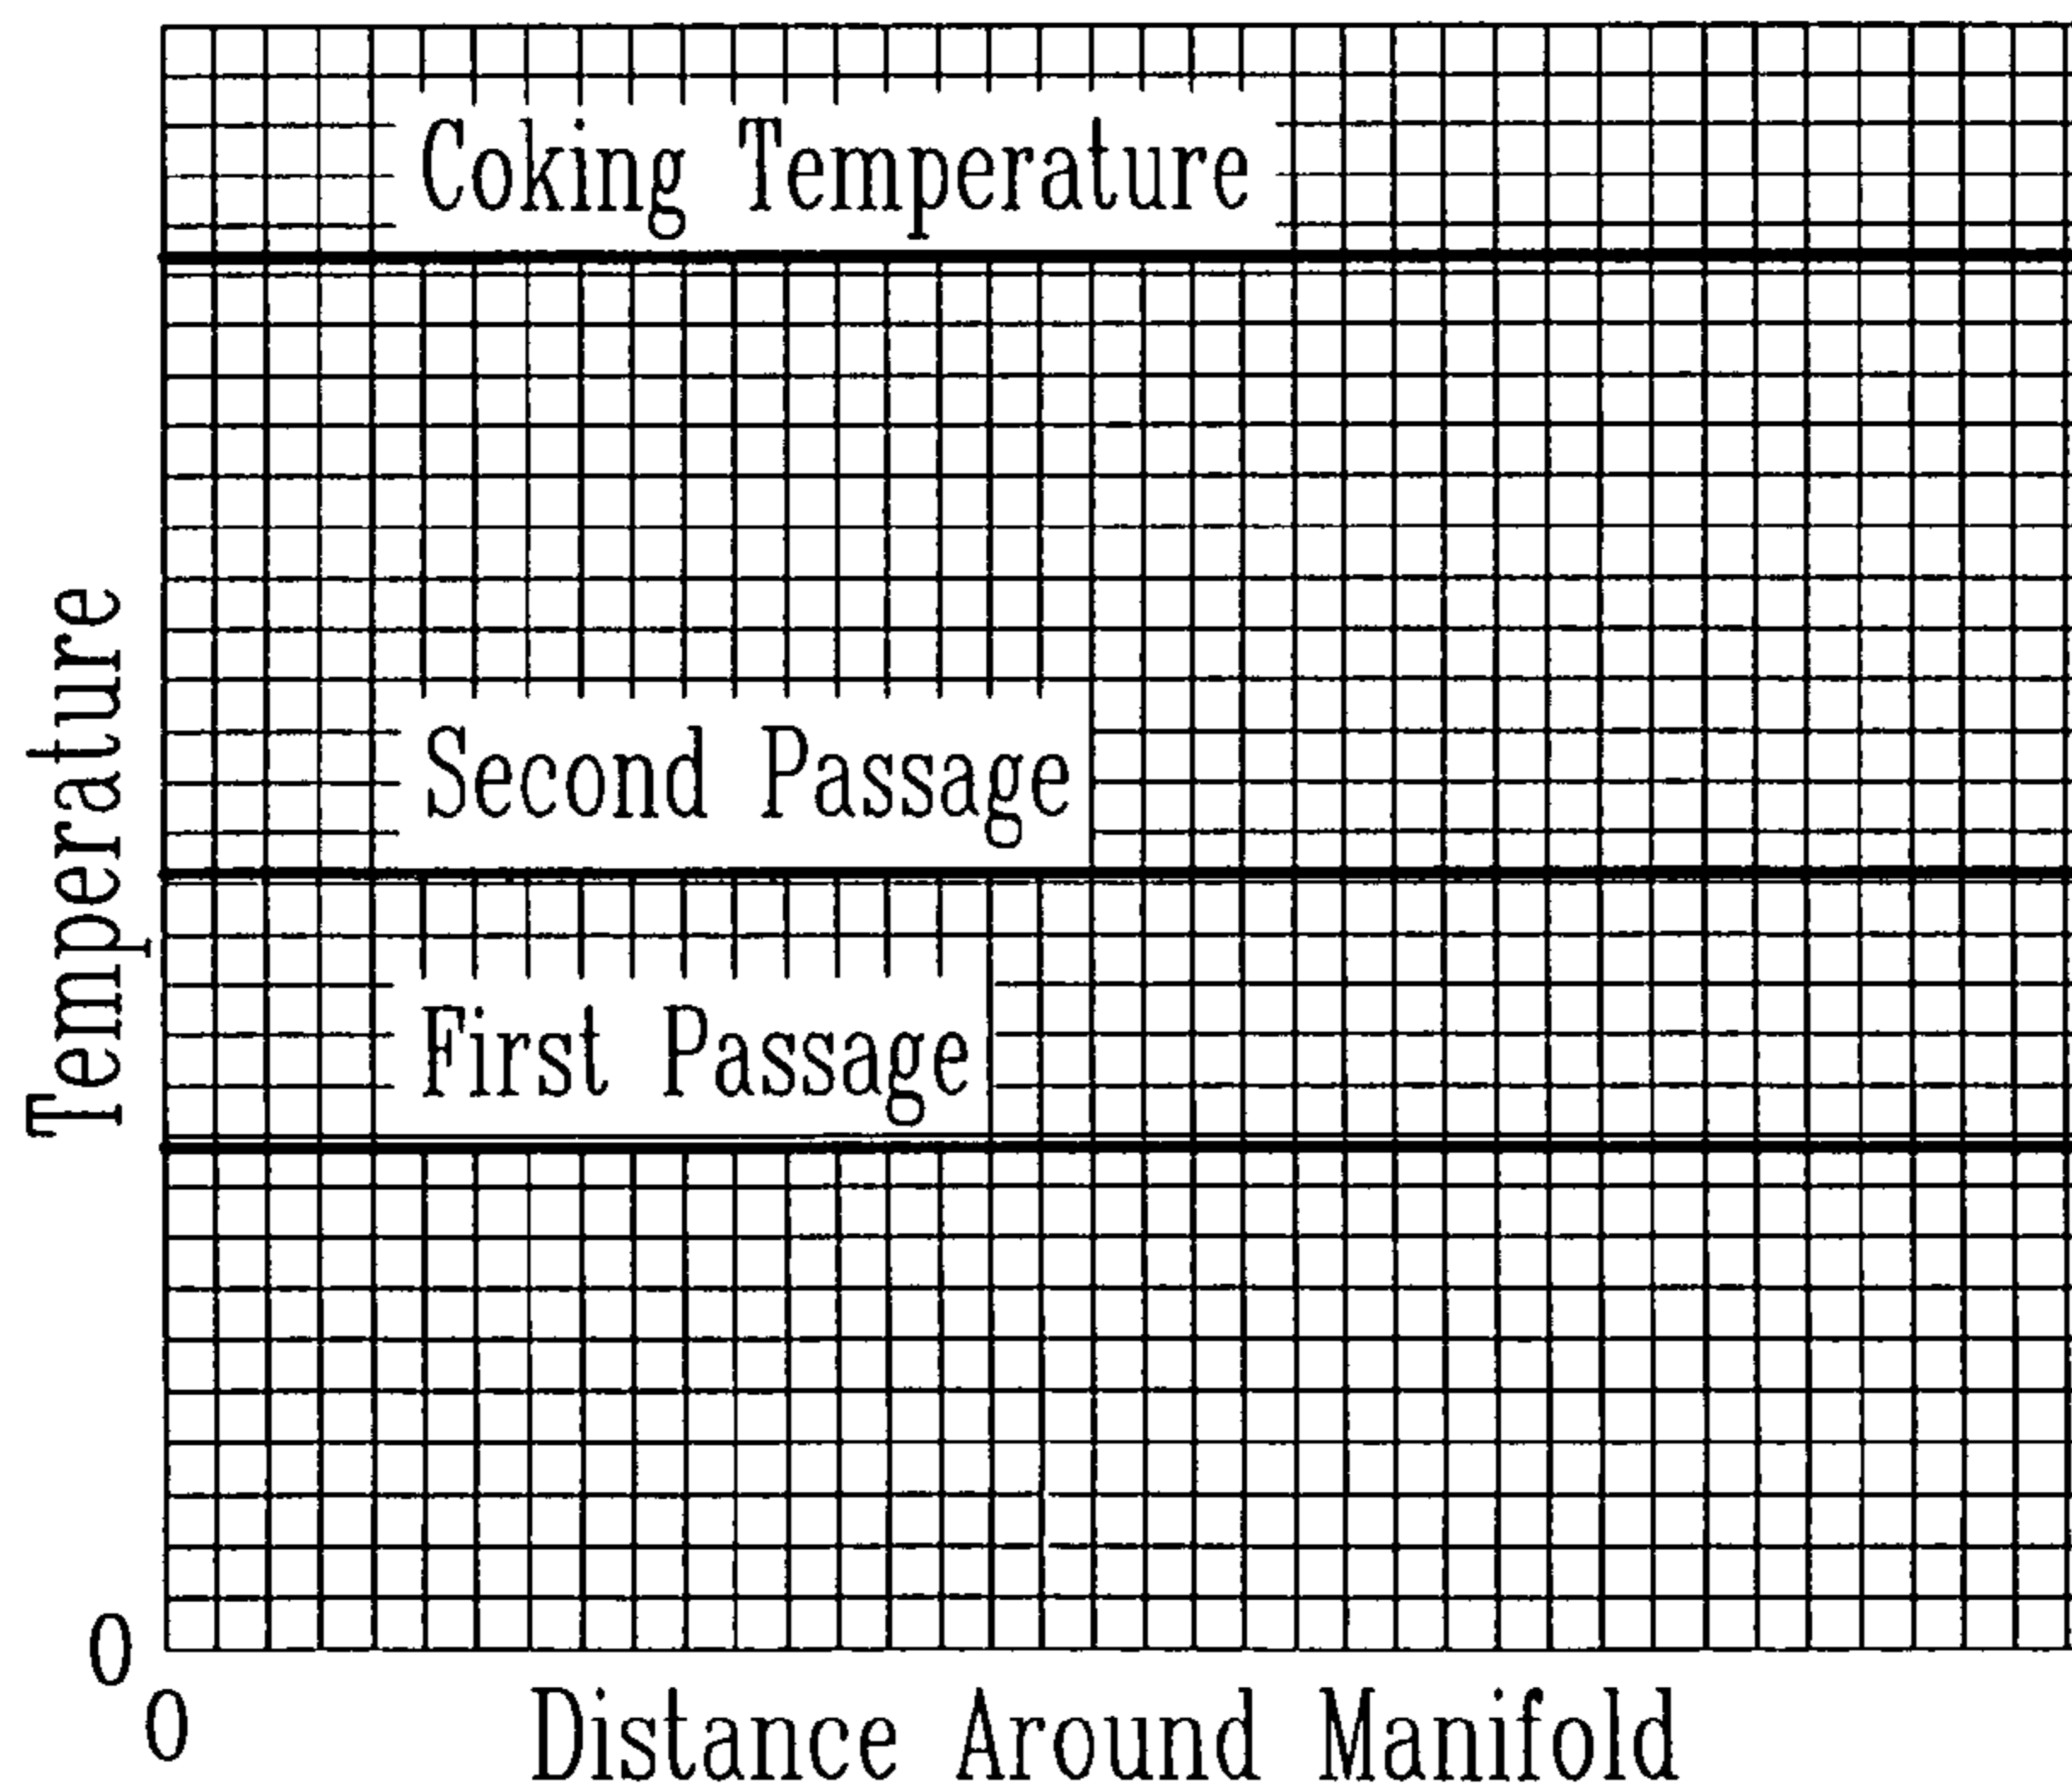 Coking Temperature
Second Passage
First Passage
Temperature
0
0
Distance Around Manifold